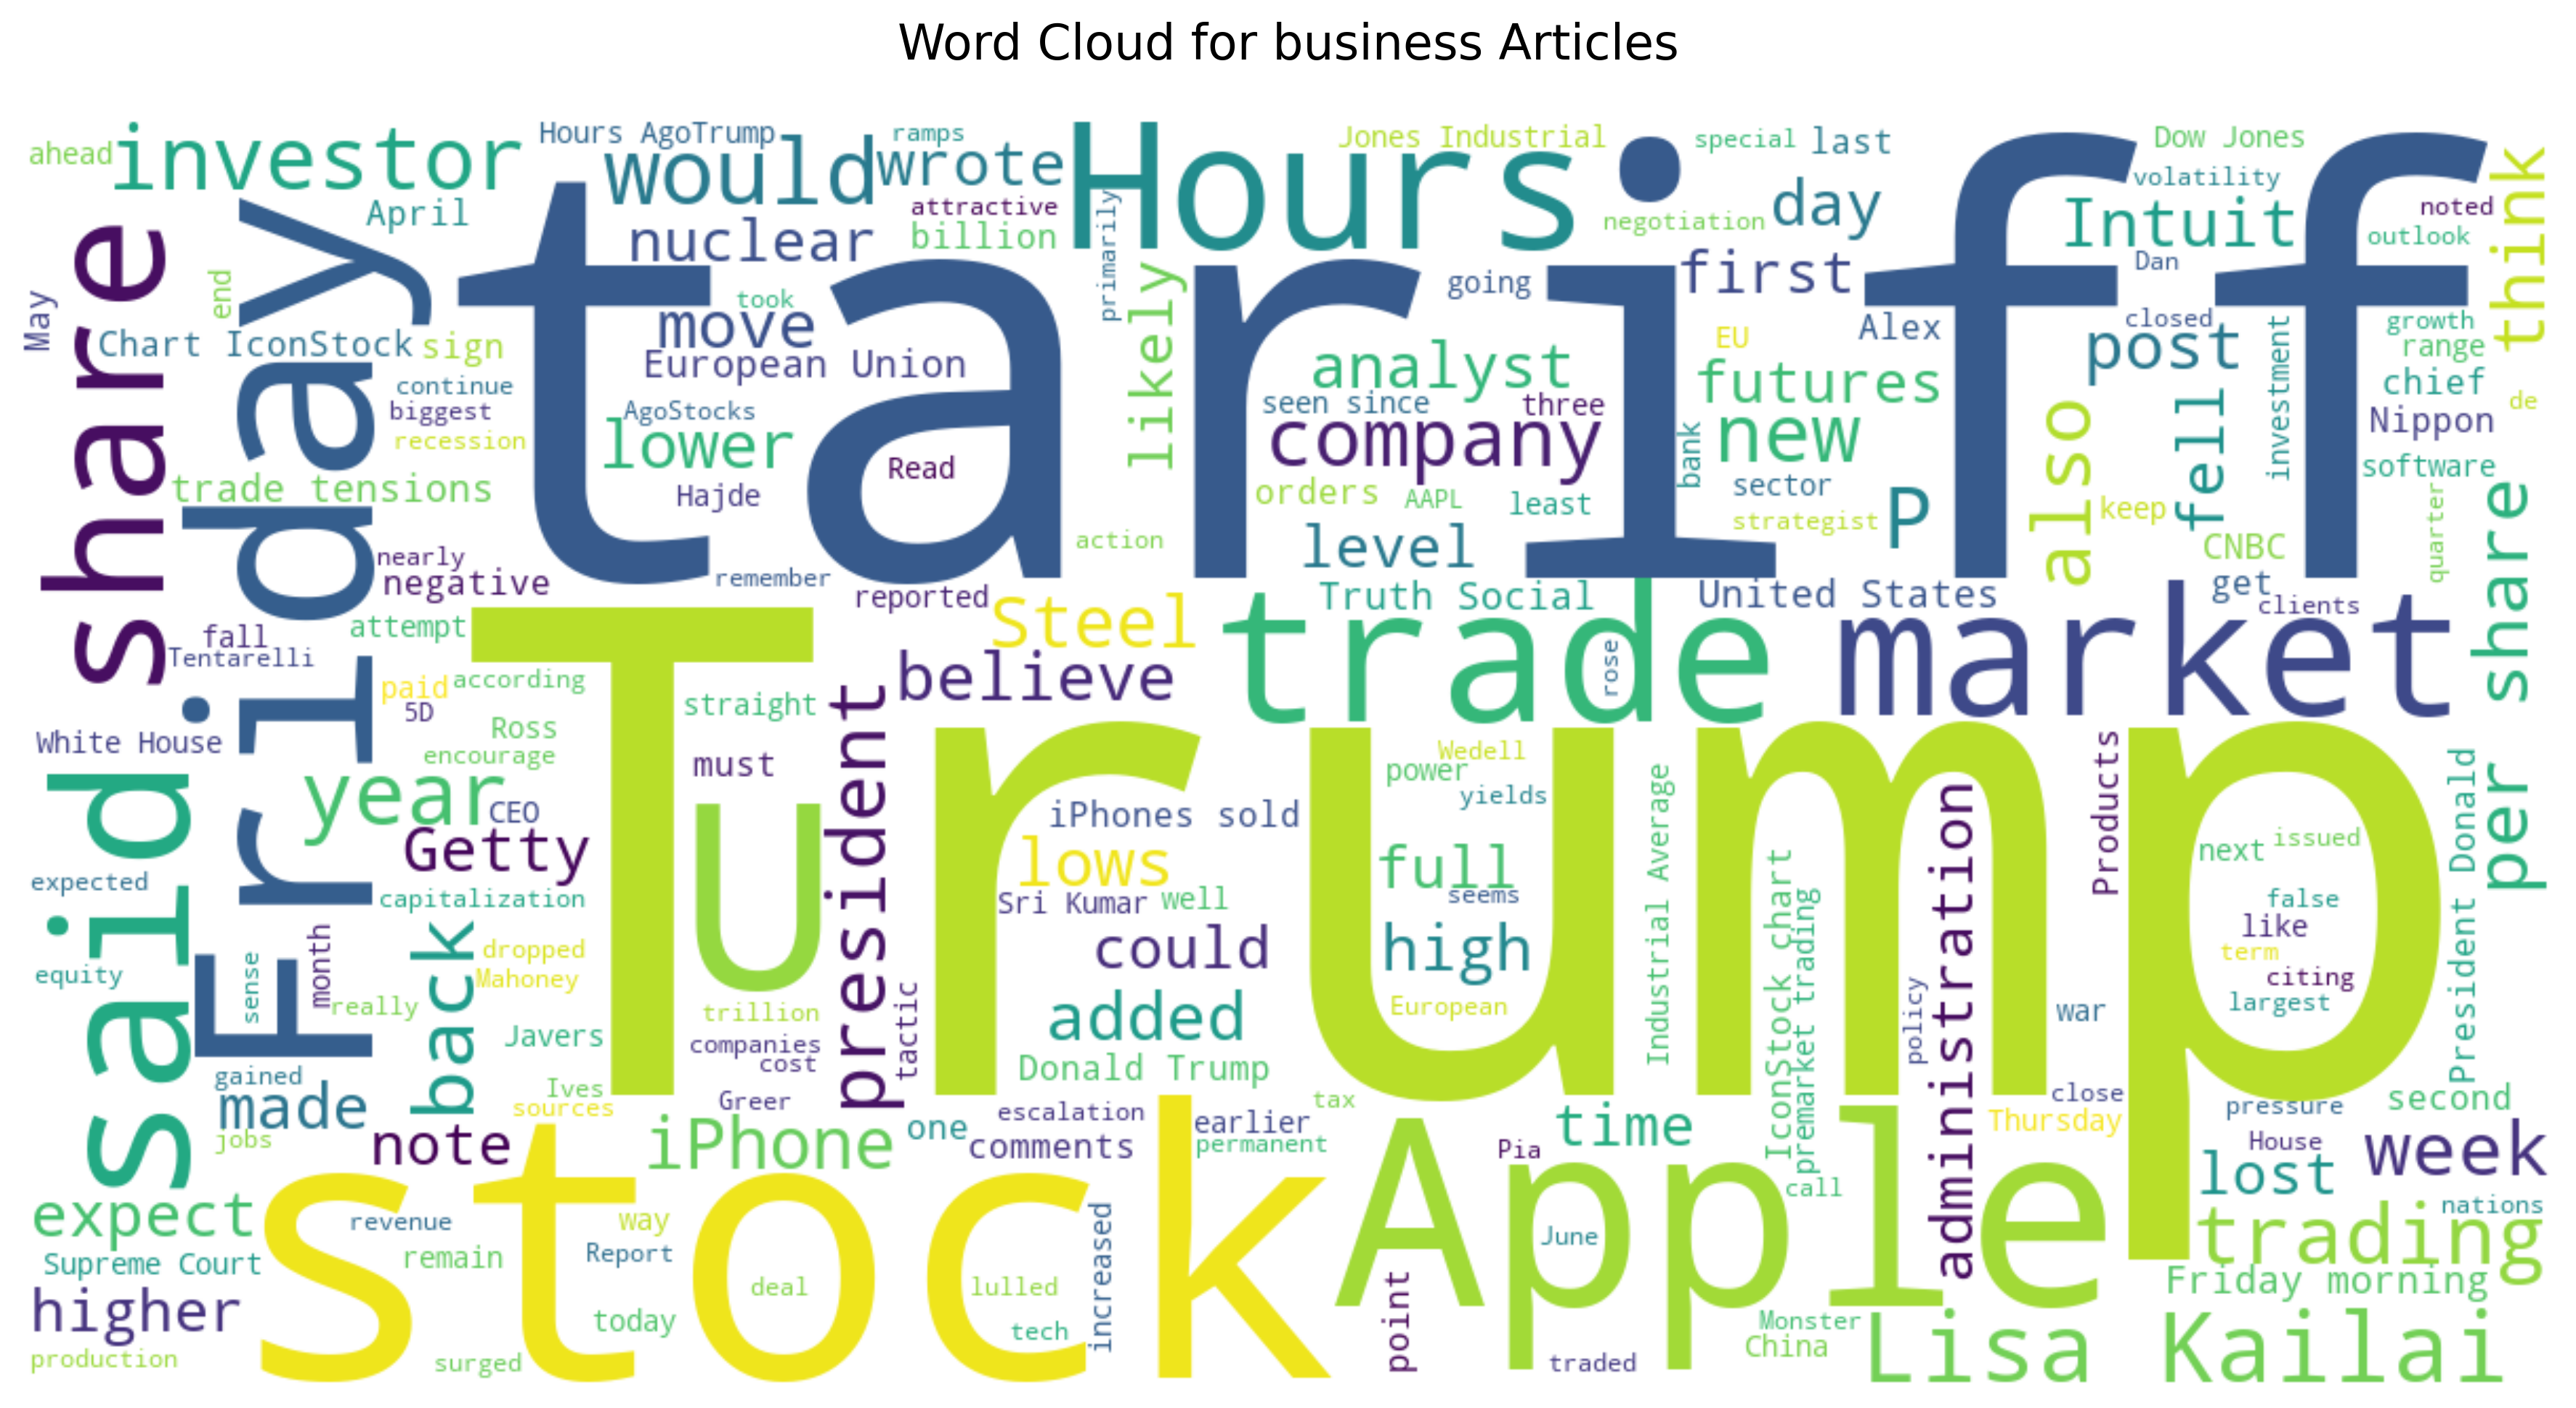 Word Cloud for business Articles
ahead
investor
Hours AgoTrump
would
wrote
ramps
Hours
Jones Industrial
special
last
Dow Jones
think
April
nuclear
attractive
billion
primarily
negotiation
day
volatility
Intuit
noted
outlook
share
Friday
tariff
May
end
took
move
likely
going
first
Dan
Chart IconStock
sign
European Union
analyst
EU
Alex
closed
post
growth
range
continue
biggest
recession
AgoStocks
lower
Read
seen since
three
company
futures
new
bank
also
fell
investment
chief
Nippon
de
software
trade tensions
Hajde
orders
AAPL
least
sector
strategist
P
keep
quarter
nearly
negative
remember
action
level
CNBC
get
clients
reported
Steel
Truth Social
United States
attempt
fall
Tentarelli
believe
trade
rose
market
per share
paid
5D
according
straight
president
White House
Ross
encourage
must
Trump
said
year
CEO
U
iPhones sold
power
Wedell
yields
Industrial Average
Products
President Donald
Getty
lows
full
seems
next
issued
expected
capitalization
Sri Kumar
well
false
like
term
citing
largest
equity
sense
month
really
back
dropped
Mahoney
could
high
IconStock chart
premarket trading
administration
policy
war
trillion
tactic
added
European
Javers
companies
cost
Donald Trump
gained
made
Ives
sources
Greer
escalation
earlier
tax
close
Thursday
pressure
second
jobs
note
iPhone
one
comments
permanent
Pia
time
House
lost
week
call
expect
stock
Apple
revenue
way
nations
trading
Supreme Court
remain
Report
June
higher
deal
lulled
increased
point
Friday morning
today
tech
Monster
China
Lisa Kailai
production
surged
traded